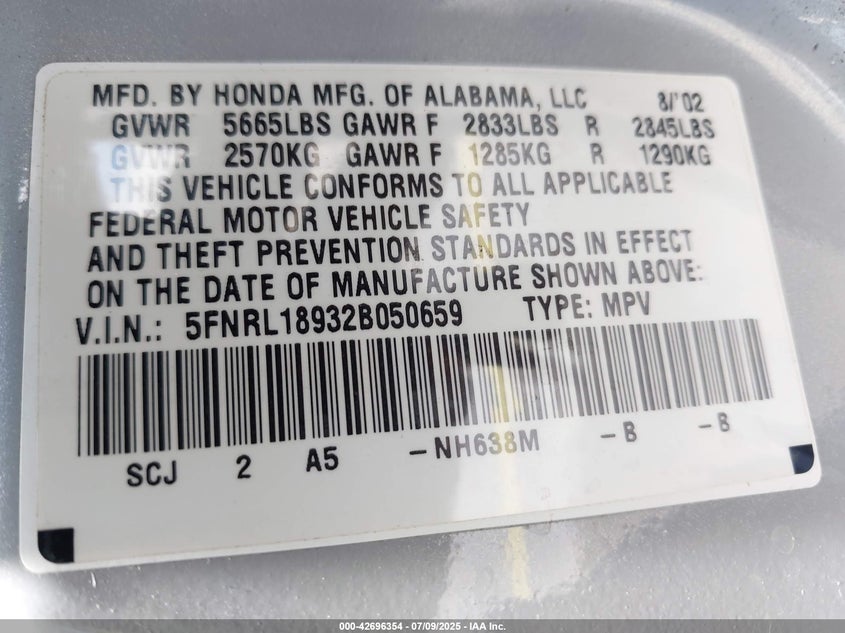 MFD. BY HONDA MFG. OF ALABAMA, LLC 8/'02
GVWR 5665LBS GAWR F 2833LBS R 2845LBS
GVWR 2570KG GAWR F 1285KG R 1290KG
THIS VEHICLE CONFORMS TO ALL APPLICABLE
FEDERAL MOTOR VEHICLE SAFETY
AND THEFT PREVENTION STANDARDS IN EFFECT
ON THE DATE OF MANUFACTURE SHOWN ABOVE:
V.I.N.: 5FNRL18932B050659 TYPE: MPV
SCJ 2 A5 -NH638M -B -B
000-42696354 / 07/09/2025 - IAA Inc.